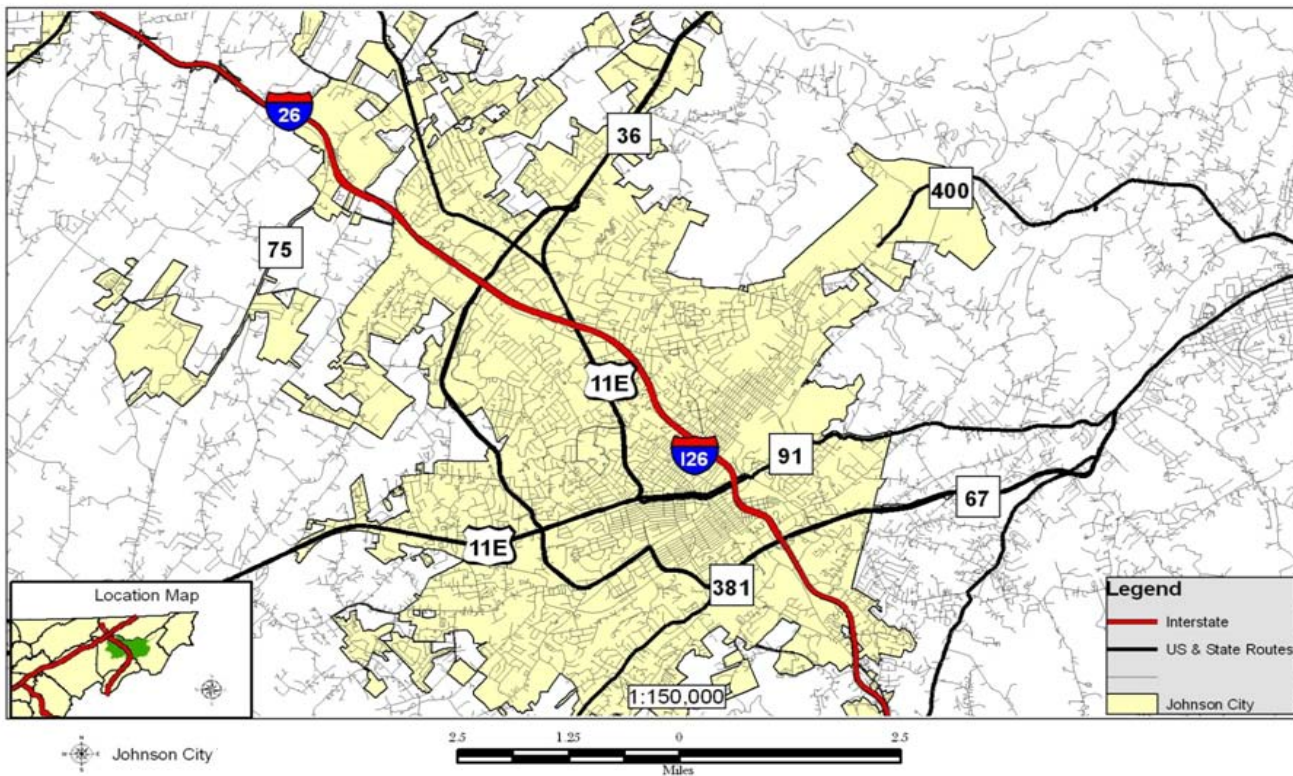 26
36
400
75
11E
I26
91
67
11E
381
Location Map
1:150,000
Legend
Interstate
US & State Routes
Johnson City
N
W
E
S
Johnson City
2.5 1.25 0 2.5
Miles